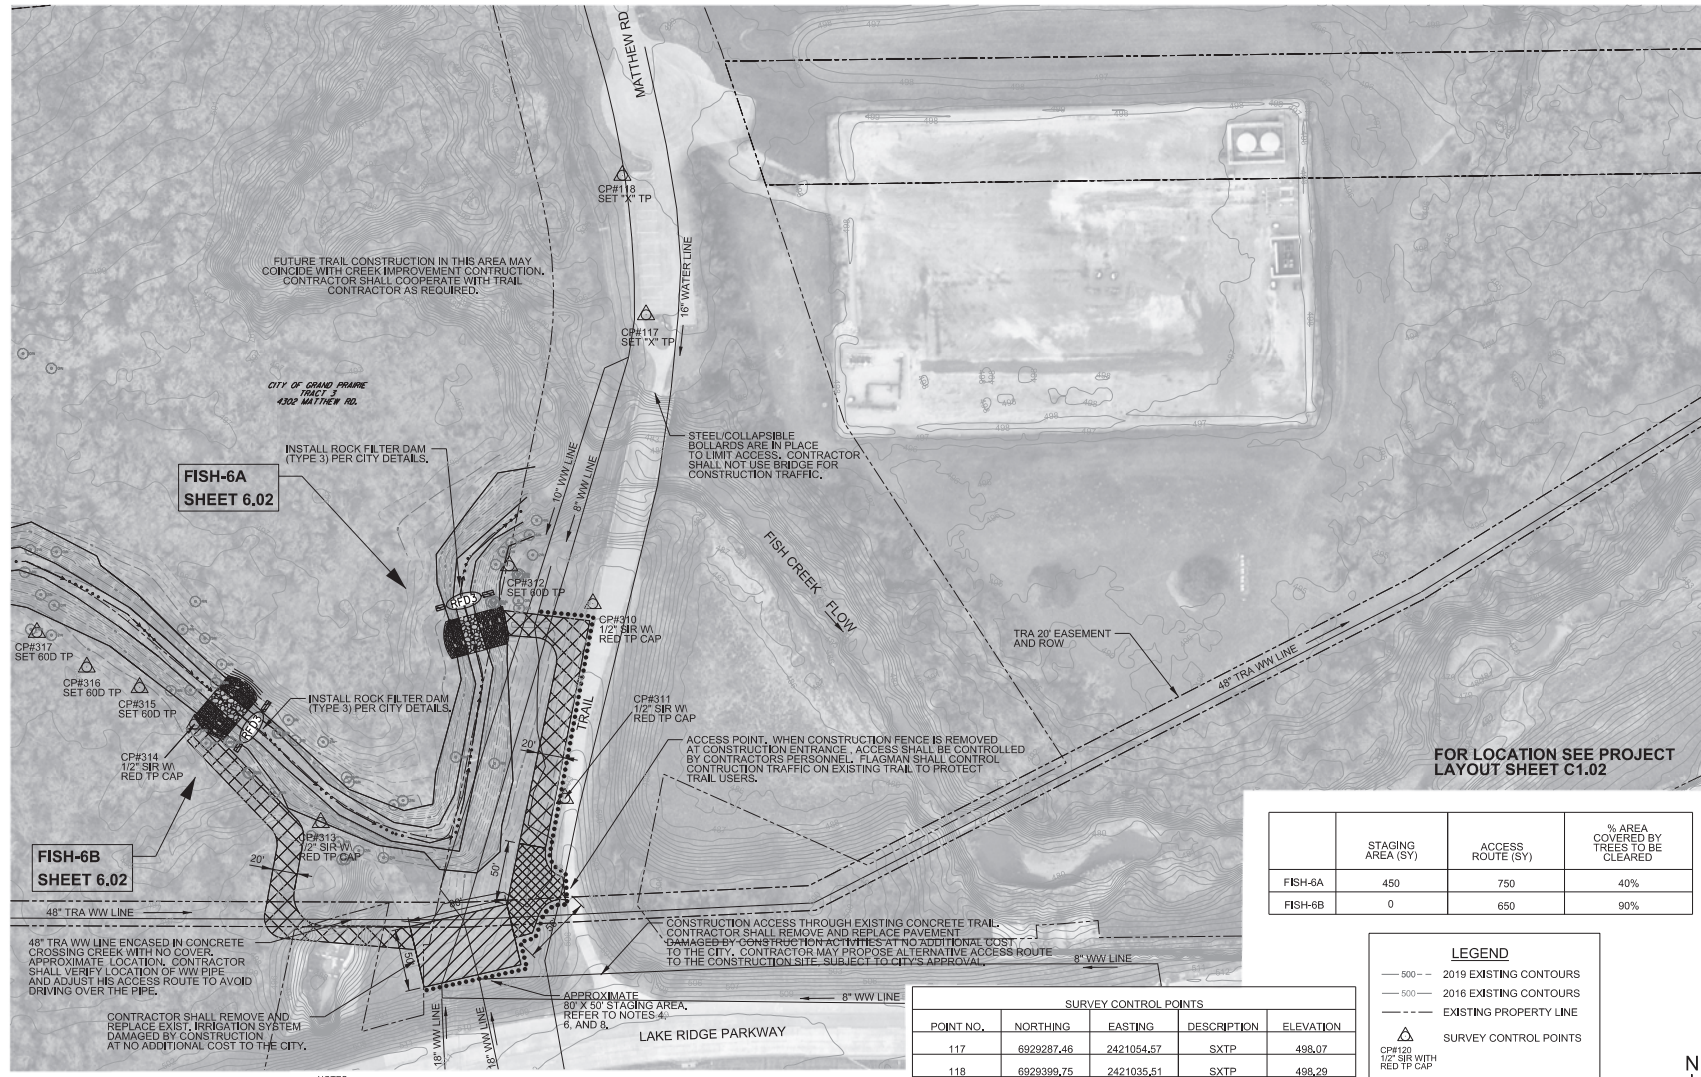 MATTHEW RD
CP#118
SET "X" TP
FUTURE TRAIL CONSTRUCTION IN THIS AREA MAY
COINCIDE WITH CREEK IMPROVEMENT CONTRUCTION.
CONTRACTOR SHALL COOPERATE WITH TRAIL
CONTRACTOR AS REQUIRED.
16" WATER LINE
CP#117
SET "X" TP
CITY OF GRAND PRAIRIE
TRACT 3
4302 MATTHEW RD.
INSTALL ROCK FILTER DAM
(TYPE 3) PER CITY DETAILS.
STEEL/COLLAPSIBLE
BOLLARDS ARE IN PLACE
TO LIMIT ACCESS. CONTRACTOR
SHALL NOT USE BRIDGE FOR
CONSTRUCTION TRAFFIC.
10" WW LINE
8" WW LINE
FISH-6A
SHEET 6.02
FISH CREEK FLOW
CP#312
SET 60D TP
RFD3
CP#310
1/2" SIR W\
RED TP CAP
TRA 20' EASEMENT
AND ROW
48" TRA WW LINE
CP#317
SET 60D TP
CP#316
SET 60D TP
CP#315
SET 60D TP
INSTALL ROCK FILTER DAM
(TYPE 3) PER CITY DETAILS.
RFD3
CP#314
1/2" SIR W\
RED TP CAP
TRAIL
CP#311
1/2" SIR W\
RED TP CAP
20'
ACCESS POINT. WHEN CONSTRUCTION FENCE IS REMOVED
AT CONSTRUCTION ENTRANCE , ACCESS SHALL BE CONTROLLED
BY CONTRACTORS PERSONNEL. FLAGMAN SHALL CONTROL
CONTRUCTION TRAFFIC ON EXISTING TRAIL TO PROTECT
TRAIL USERS.
FOR LOCATION SEE PROJECT
LAYOUT SHEET C1.02
CP#313
1/2" SIR W\
RED TP CAP
FISH-6B
SHEET 6.02
20'
50'
80'
50'
50'
48" TRA WW LINE
48" TRA WW LINE ENCASED IN CONCRETE
CROSSING CREEK WITH NO COVER.
APPROXIMATE LOCATION. CONTRACTOR
SHALL VERIFY LOCATION OF WW PIPE
AND ADJUST HIS ACCESS ROUTE TO AVOID
DRIVING OVER THE PIPE.
CONSTRUCTION ACCESS THROUGH EXISTING CONCRETE TRAIL.
CONTRACTOR SHALL REMOVE AND REPLACE PAVEMENT
DAMAGED BY CONSTRUCTION ACTIVITIES AT NO ADDITIONAL COST
TO THE CITY. CONTRACTOR MAY PROPOSE ALTERNATIVE ACCESS ROUTE
TO THE CONSTRUCTION SITE, SUBJECT TO CITY'S APPROVAL.
8" WW LINE
APPROXIMATE
80' X 50' STAGING AREA.
REFER TO NOTES 4,
6, AND 8.
8" WW LINE
CONTRACTOR SHALL REMOVE AND
REPLACE EXIST. IRRIGATION SYSTEM
DAMAGED BY CONSTRUCTION
AT NO ADDITIONAL COST TO THE CITY.
18" WW LINE
18" WW LINE
LAKE RIDGE PARKWAY
STAGING AREA (SY) ACCESS ROUTE (SY) % AREA COVERED BY TREES TO BE CLEARED
FISH-6A 450 750 40%
FISH-6B 0 650 90%
SURVEY CONTROL POINTS
POINT NO. NORTHING EASTING DESCRIPTION ELEVATION
117 6929287.46 2421054.57 SXTP 498.07
118 6929399.75 2421035.51 SXTP 498.29
LEGEND
500 2019 EXISTING CONTOURS
500 2016 EXISTING CONTOURS
EXISTING PROPERTY LINE
SURVEY CONTROL POINTS
CP#120
1/2" SIR WITH
RED TP CAP
N